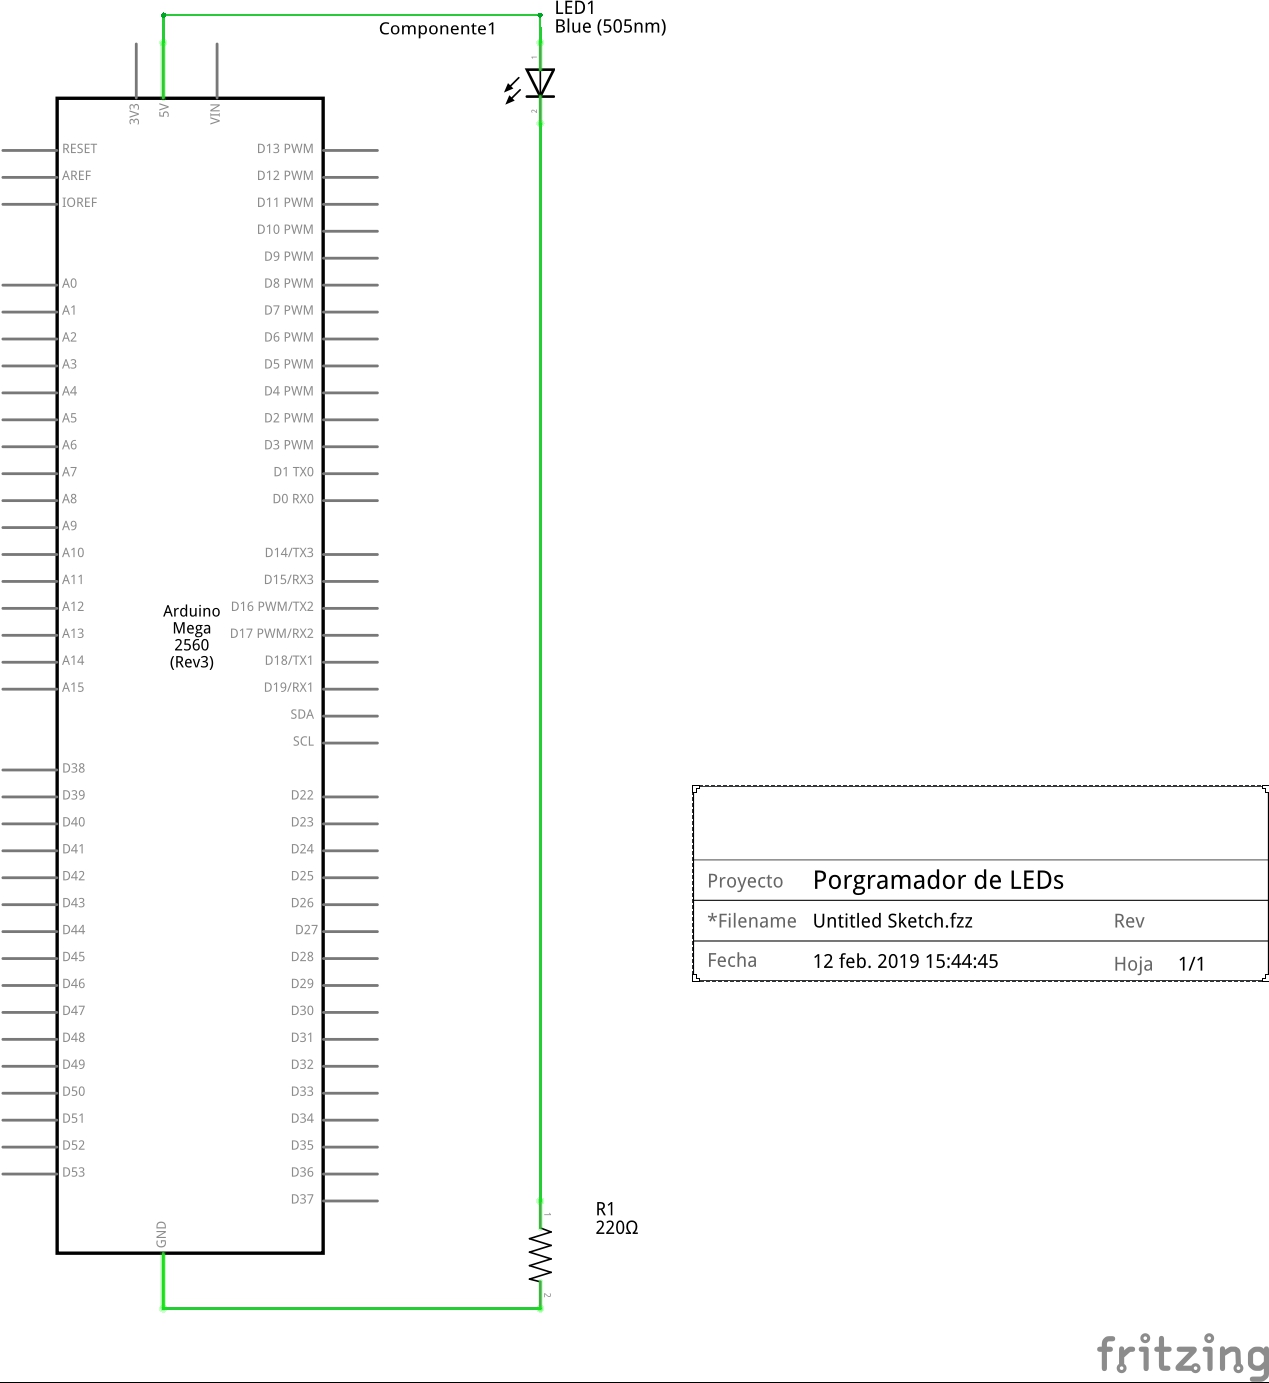 LED1
Blue (505nm)
Componente1
1
2
3V3
5V
VIN
RESET
AREF
IOREF
A0
A1
A2
A3
A4
A5
A6
A7
A8
A9
A10
A11
A12
A13
A14
A15
D38
D39
D40
D41
D42
D43
D44
D45
D46
D47
D48
D49
D50
D51
D52
D53
Arduino
Mega
2560
(Rev3)
D13 PWM
D12 PWM
D11 PWM
D10 PWM
D9 PWM
D8 PWM
D7 PWM
D6 PWM
D5 PWM
D4 PWM
D2 PWM
D3 PWM
D1 TX0
D0 RX0
D14/TX3
D15/RX3
D16 PWM/TX2
D17 PWM/RX2
D18/TX1
D19/RX1
SDA
SCL
D22
D23
D24
D25
D26
D27
D28
D29
D30
D31
D32
D33
D34
D35
D36
D37
GND
R1
220Ω
1
2
Proyecto Porgramador de LEDs
*Filename Untitled Sketch.fzz Rev
Fecha 12 feb. 2019 15:44:45 Hoja 1/1
fritzing